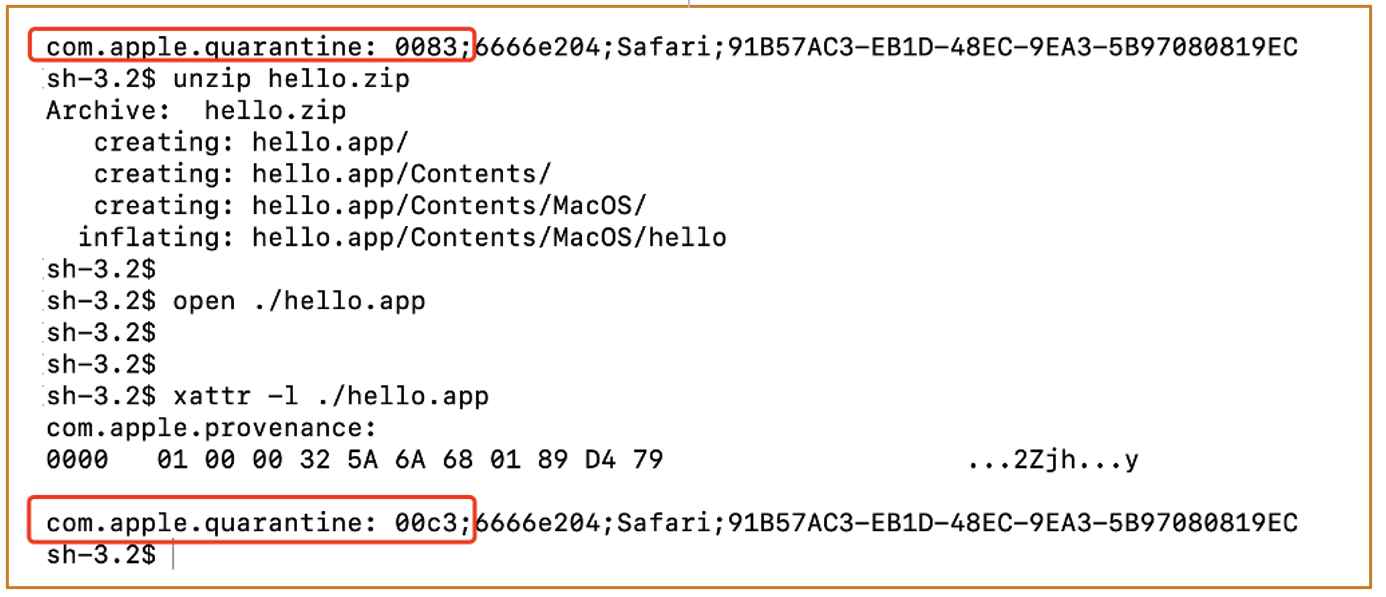 com.apple.quarantine: 0083;6666e204;Safari;91B57AC3-EB1D-48EC-9EA3-5B97080819EC
sh-3.2$ unzip hello.zip
Archive:  hello.zip
   creating: hello.app/
   creating: hello.app/Contents/
   creating: hello.app/Contents/MacOS/
  inflating: hello.app/Contents/MacOS/hello
sh-3.2$
sh-3.2$ open ./hello.app
sh-3.2$
sh-3.2$
sh-3.2$ xattr -l ./hello.app
com.apple.provenance:
0000   01 00 00 32 5A 6A 68 01 89 D4 79                   ...2Zjh...y
com.apple.quarantine: 00c3;6666e204;Safari;91B57AC3-EB1D-48EC-9EA3-5B97080819EC
sh-3.2$